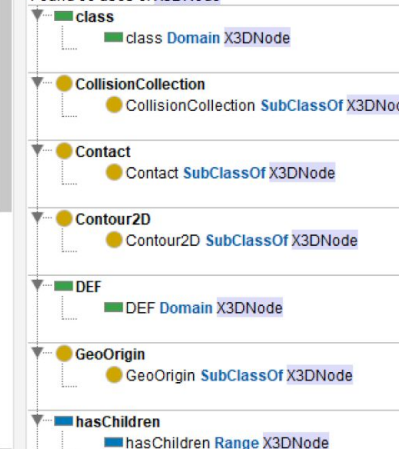 class
class Domain X3DNode
CollisionCollection
CollisionCollection SubClassOf
Contact
Contact SubClassOf X3DNode
Contour2D
Contour2D SubClassOf X3DNode
DEF
DEF Domain X3DNode
GeoOrigin
GeoOrigin SubClassOf X3DNode
hasChildren
hasChildren Range X3DNode